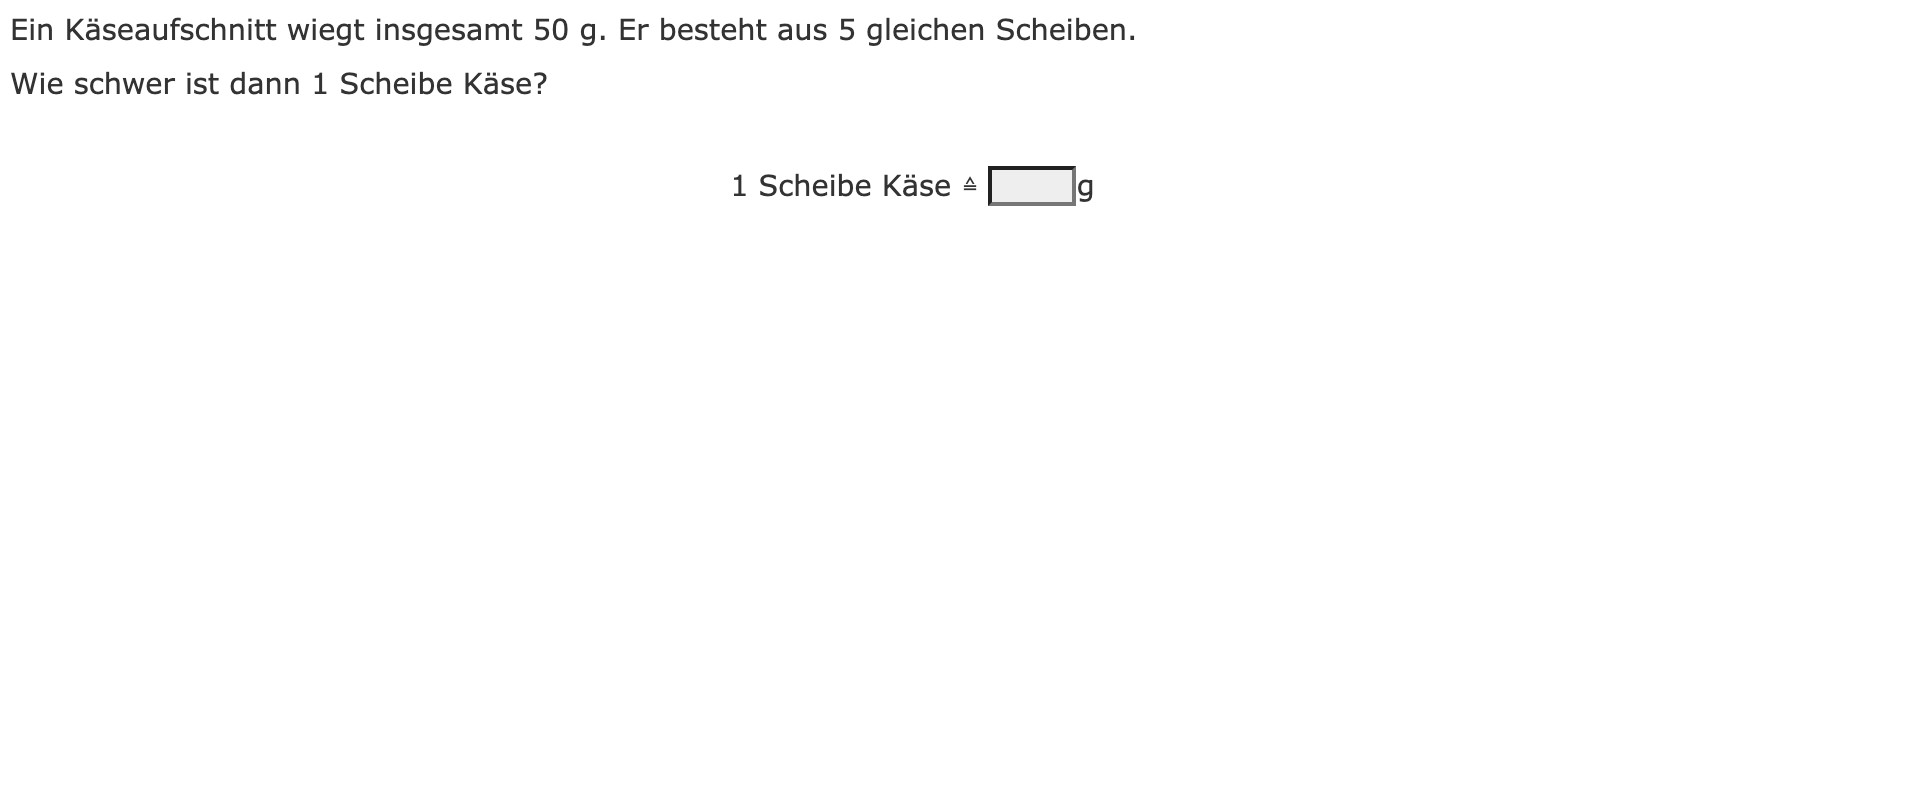 Ein Käseaufschnitt wiegt insgesamt 50 g. Er besteht aus 5 gleichen Scheiben.
Wie schwer ist dann 1 Scheibe Käse?
1 Scheibe Käse ≙ g